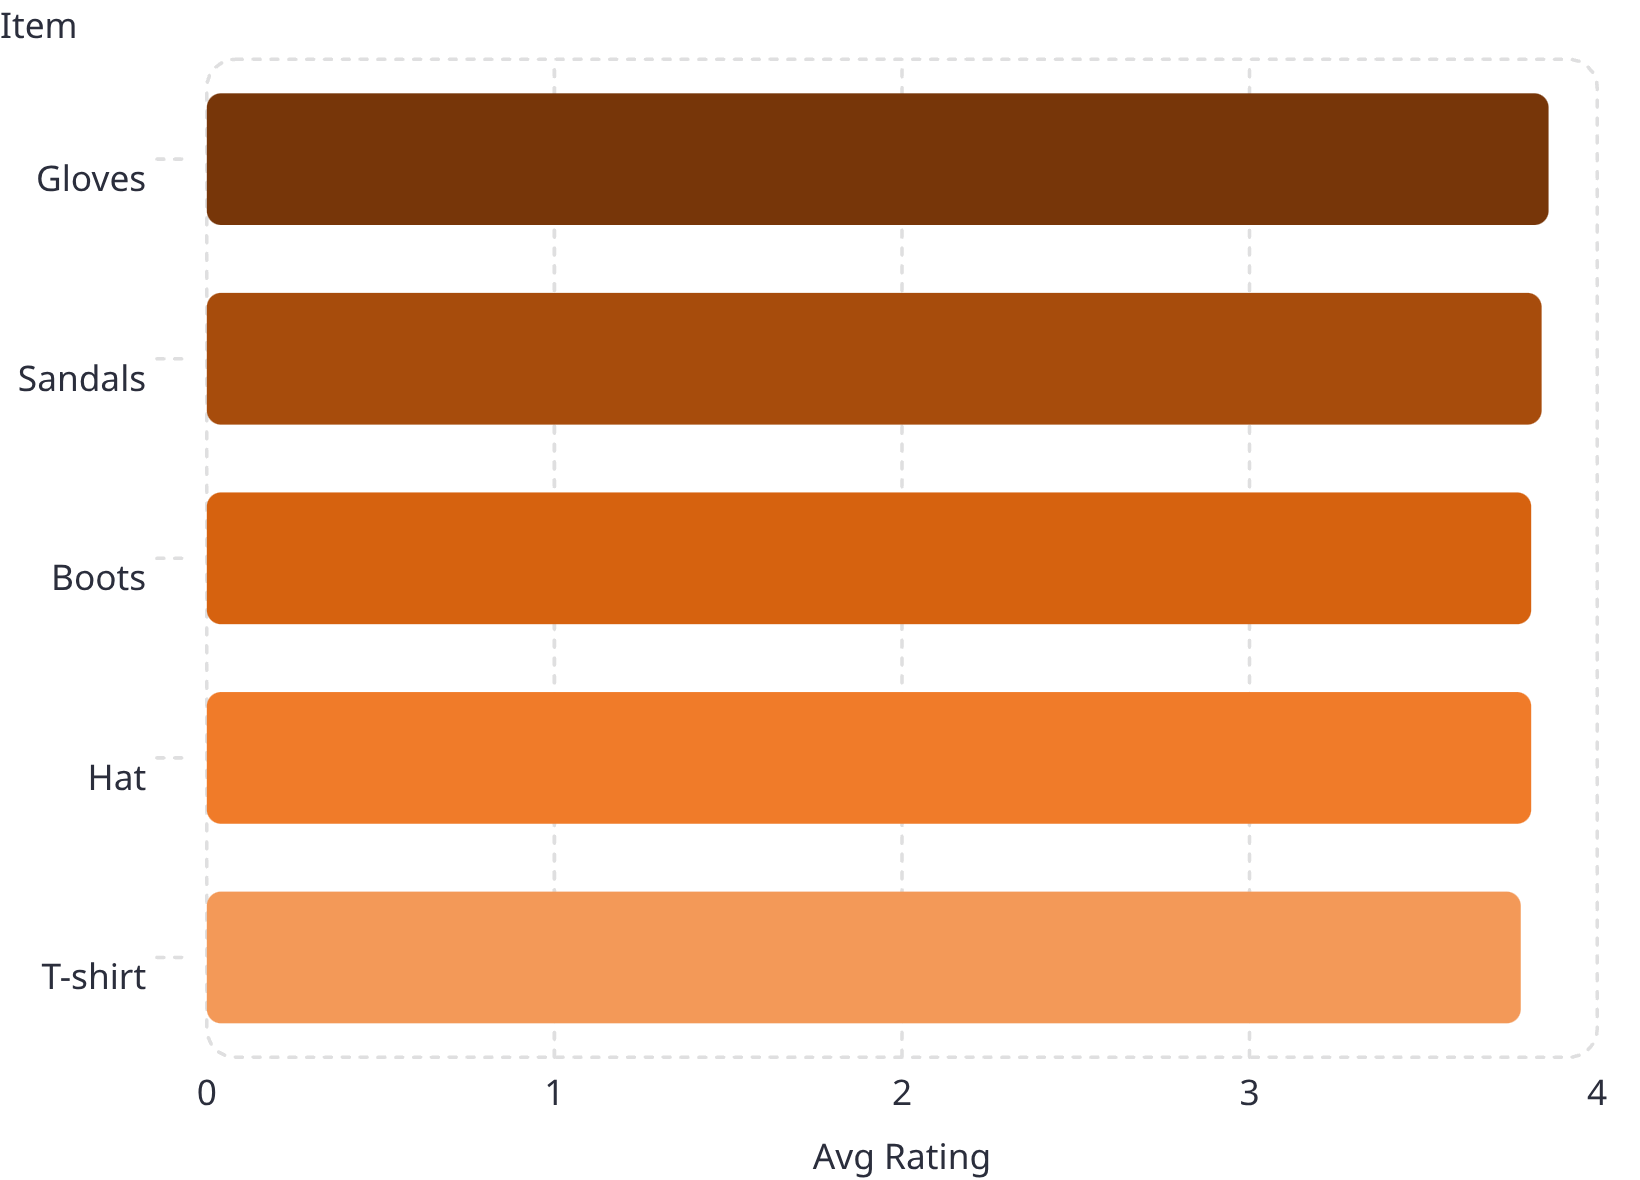 Item
Gloves
Sandals
Boots
Hat
T-shirt
0 1 2 3 4
Avg Rating